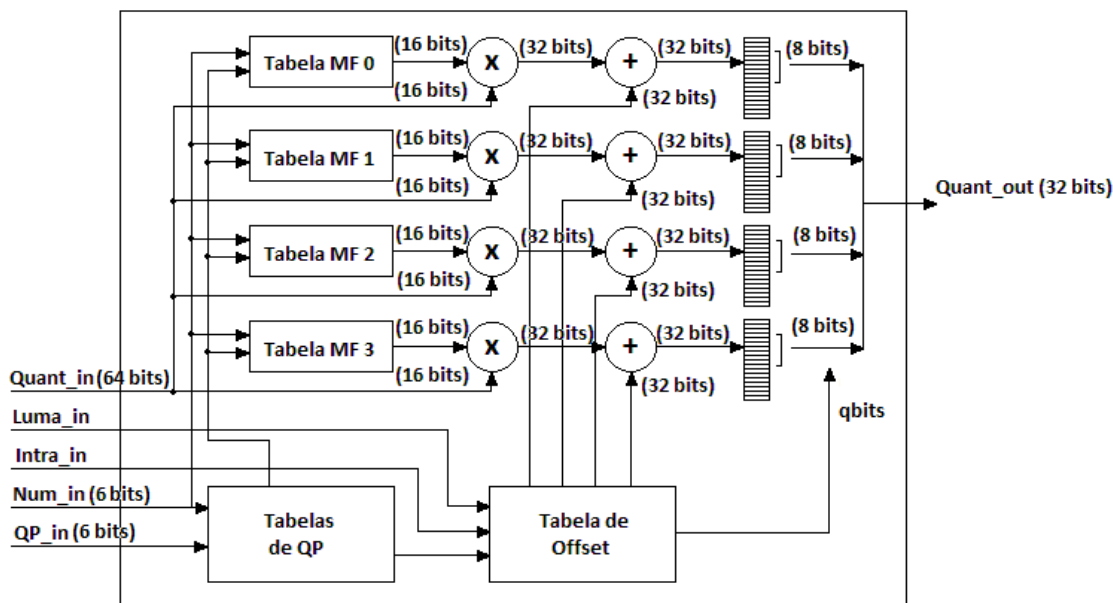 (16 bits) (32 bits) (32 bits) (8 bits)
Tabela MF 0 X +
(16 bits) (32 bits)
(16 bits) (32 bits) (32 bits) (8 bits)
Tabela MF 1 X +
(16 bits) (32 bits)
Quant_out (32 bits)
(16 bits) (32 bits) (32 bits) (8 bits)
Tabela MF 2 X +
(16 bits) (32 bits)
(16 bits) (32 bits) (32 bits) (8 bits)
Tabela MF 3 X +
(16 bits) (32 bits)
Quant_in (64 bits)
Luma_in
qbits
Intra_in
Num_in (6 bits)
QP_in (6 bits)
Tabelas
de QP
Tabela de
Offset